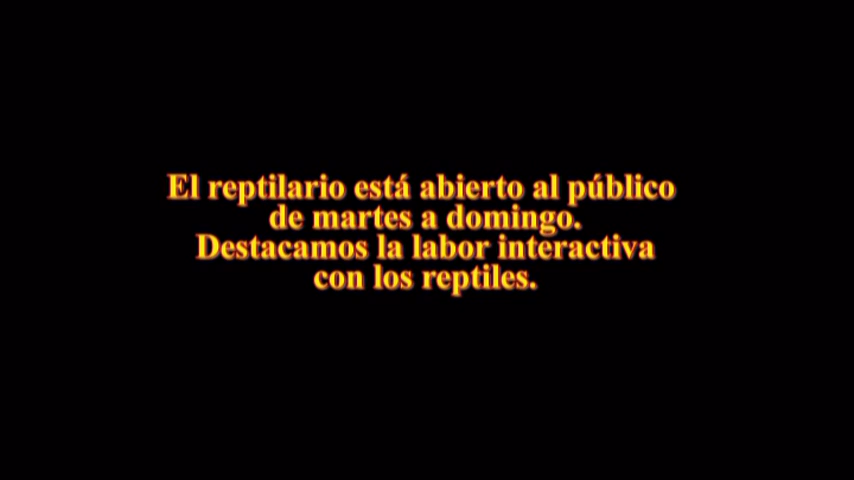 El reptilario está abierto al público
de martes a domingo.
Destacamos la labor interactiva
con los reptiles.